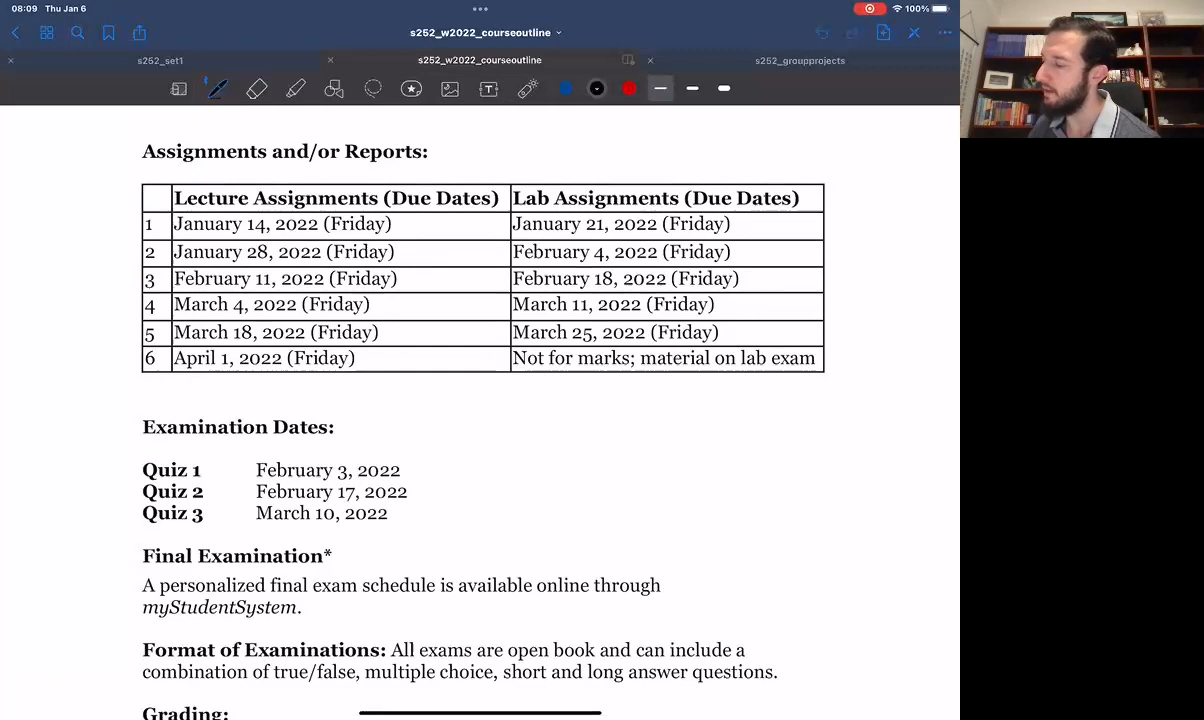 08:09 Thu Jan 6
100%
s252_w2022_courseoutline
s252_set1
s252_w2022_courseoutline
s252_groupprojects
Assignments and/or Reports:
Lecture Assignments (Due Dates) Lab Assignments (Due Dates)
1 January 14, 2022 (Friday) January 21, 2022 (Friday)
2 January 28, 2022 (Friday) February 4, 2022 (Friday)
3 February 11, 2022 (Friday) February 18, 2022 (Friday)
4 March 4, 2022 (Friday) March 11, 2022 (Friday)
5 March 18, 2022 (Friday) March 25, 2022 (Friday)
6 April 1, 2022 (Friday) Not for marks; material on lab exam
Examination Dates:
Quiz 1 February 3, 2022
Quiz 2 February 17, 2022
Quiz 3 March 10, 2022
Final Examination*
A personalized final exam schedule is available online through
myStudentSystem.
Format of Examinations: All exams are open book and can include a
combination of true/false, multiple choice, short and long answer questions.
Grading: